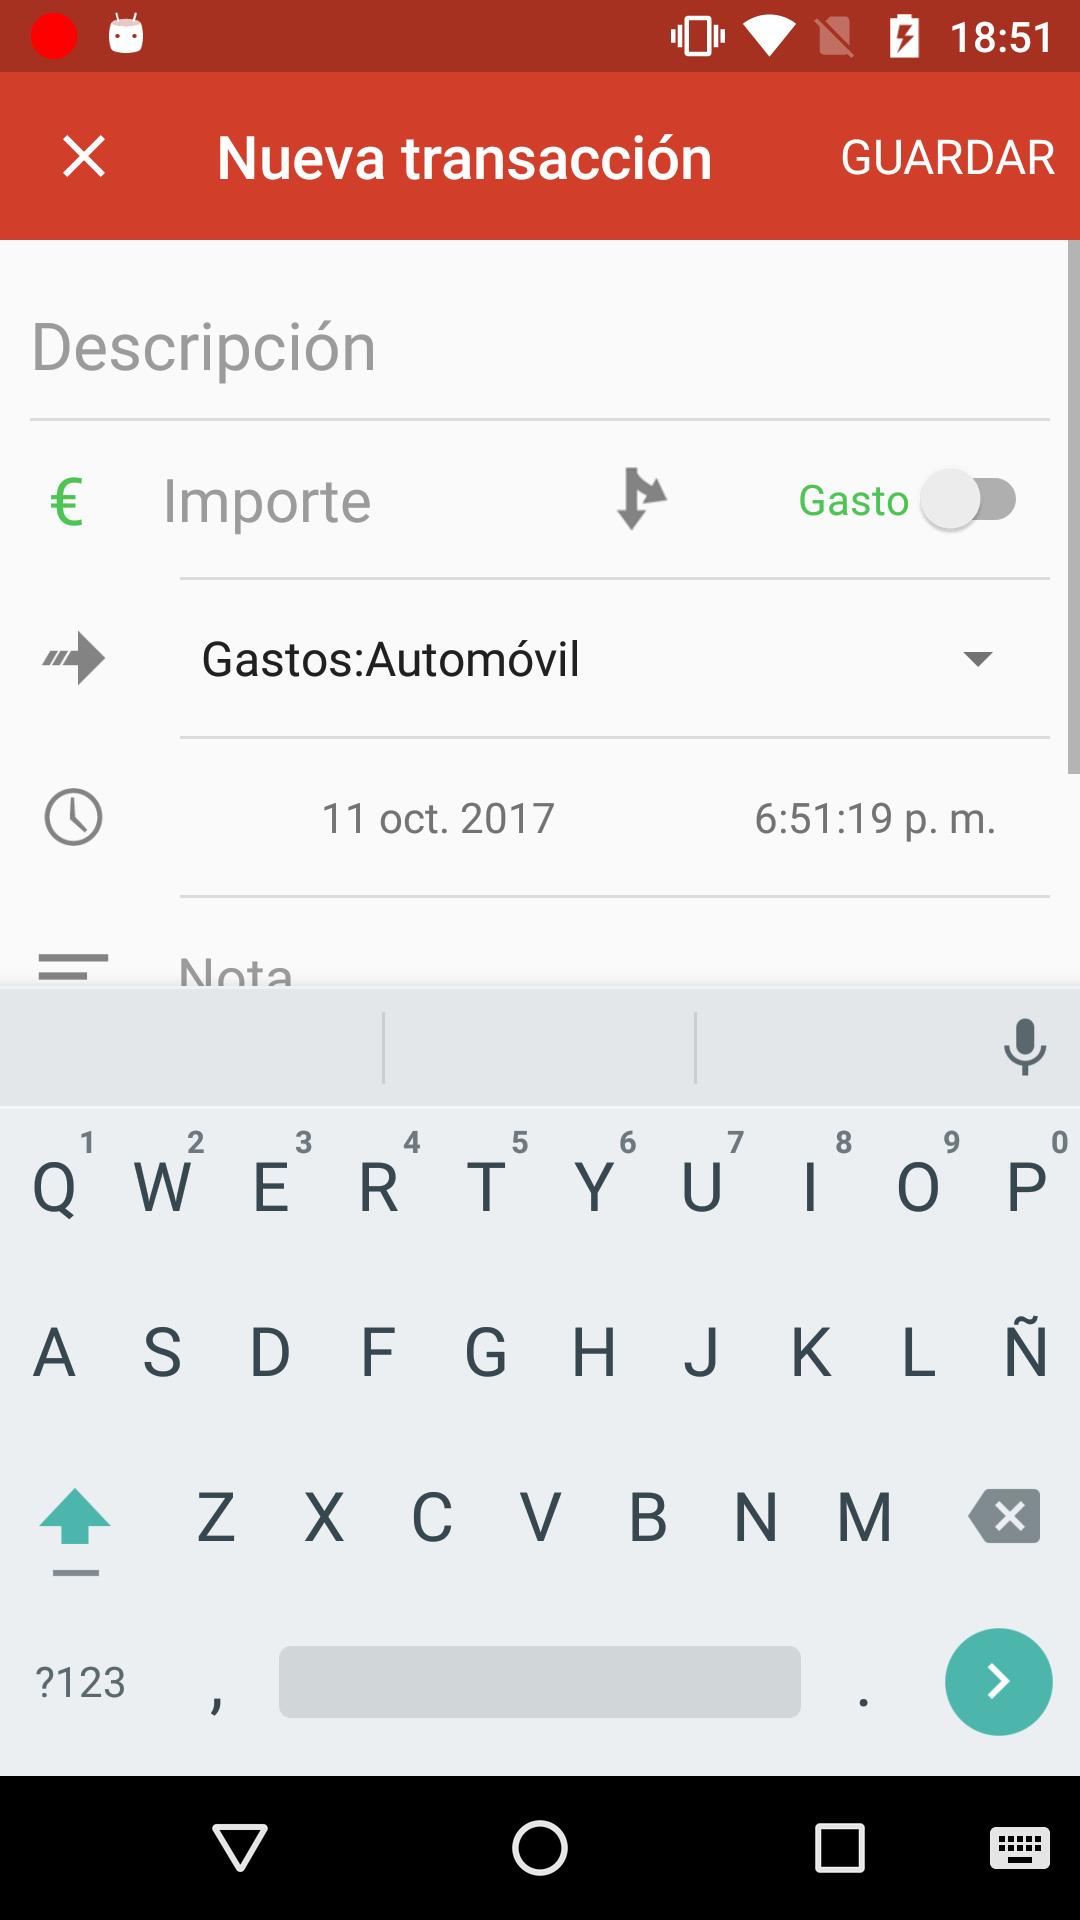 18:51
Nueva transacción GUARDAR
Descripción
€ Importe Gasto
Gastos:Automóvil
11 oct. 2017 6:51:19 p. m.
Nota
1 2 3 4 5 6 7 8 9 0
Q W E R T Y U I O P
A S D F G H J K L Ñ
Z X C V B N M
?123 , .